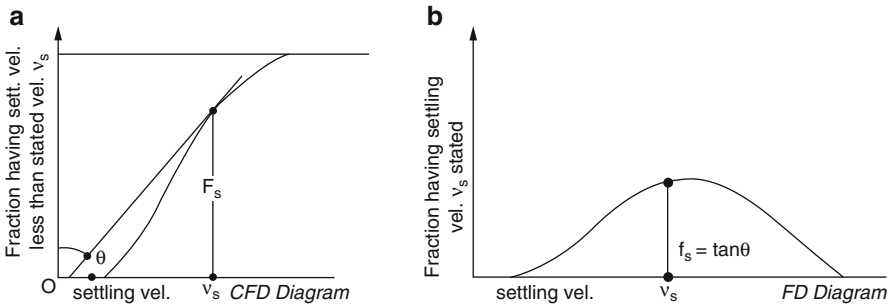 a
Fraction having sett. vel.
less than stated vel. νs
Fs
θ
O
settling vel.
νs
CFD Diagram
b
Fraction having settling
vel. νs stated
fs = tanθ
settling vel.
νs
FD Diagram